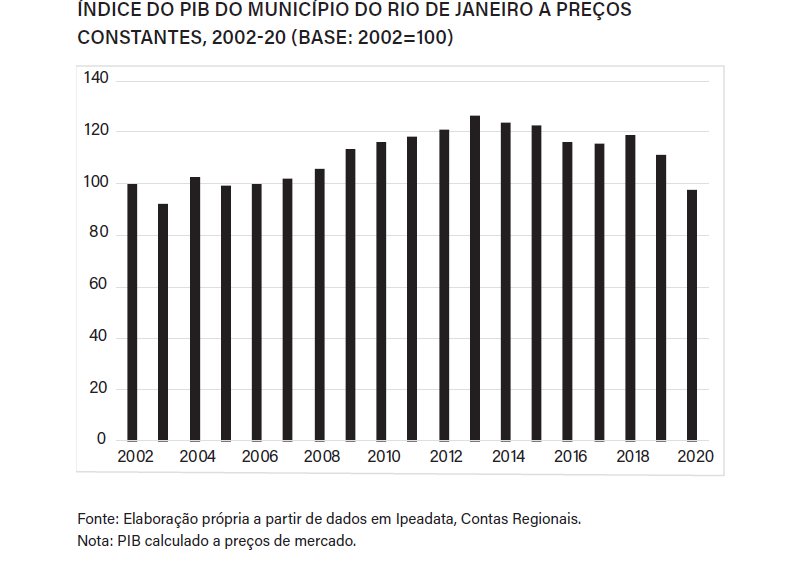 ÍNDICE DO PIB DO MUNICÍPIO DO RIO DE JANEIRO A PREÇOS
CONSTANTES, 2002-20 (BASE: 2002=100)
140
120
100
80
60
40
20
0
2002 2004 2006 2008 2010 2012 2014 2016 2018 2020
Fonte: Elaboração própria a partir de dados em Ipeadata, Contas Regionais.
Nota: PIB calculado a preços de mercado.